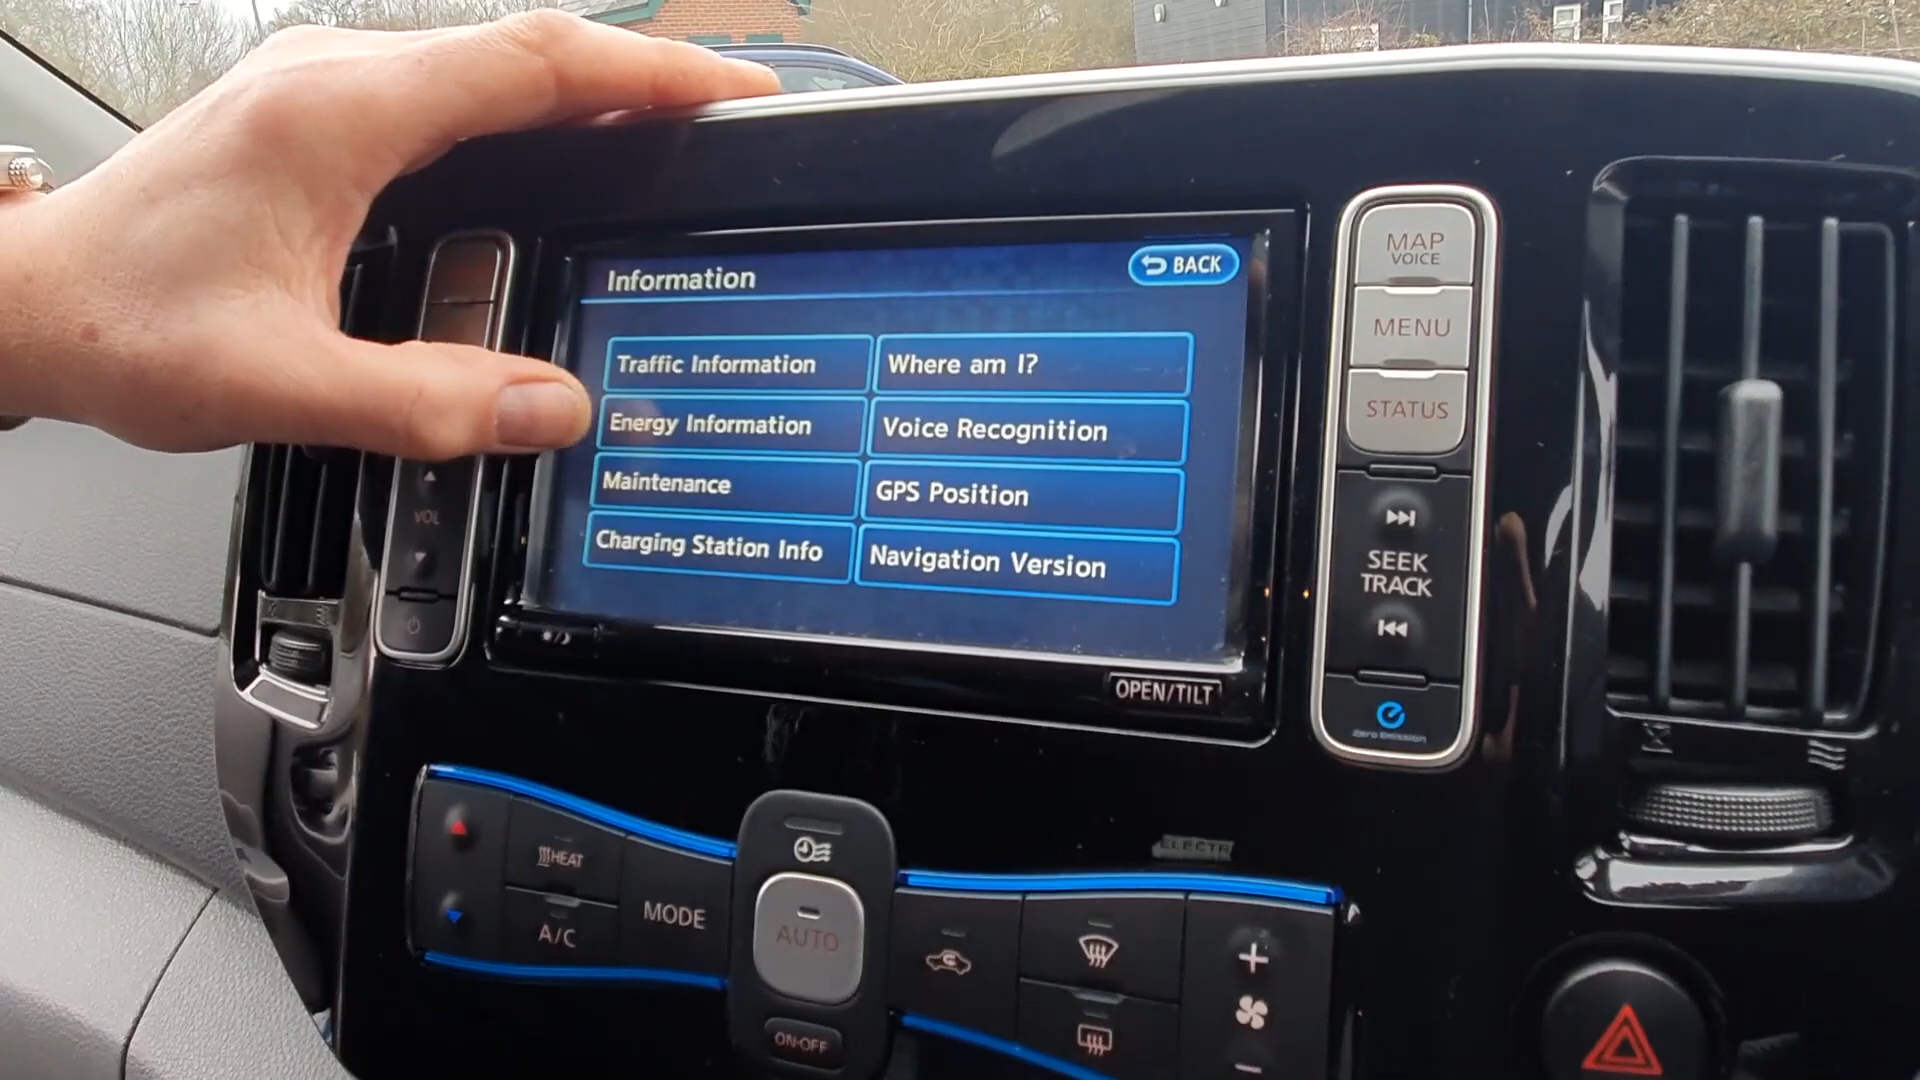 Information
BACK
Traffic Information
Where am I?
Energy Information
Voice Recognition
Maintenance
GPS Position
Charging Station Info
Navigation Version
OPEN/TILT
VOL
MAP
VOICE
MENU
STATUS
SEEK
TRACK
Zero Emission
HEAT
A/C
MODE
AUTO
ON·OFF
ELECTR